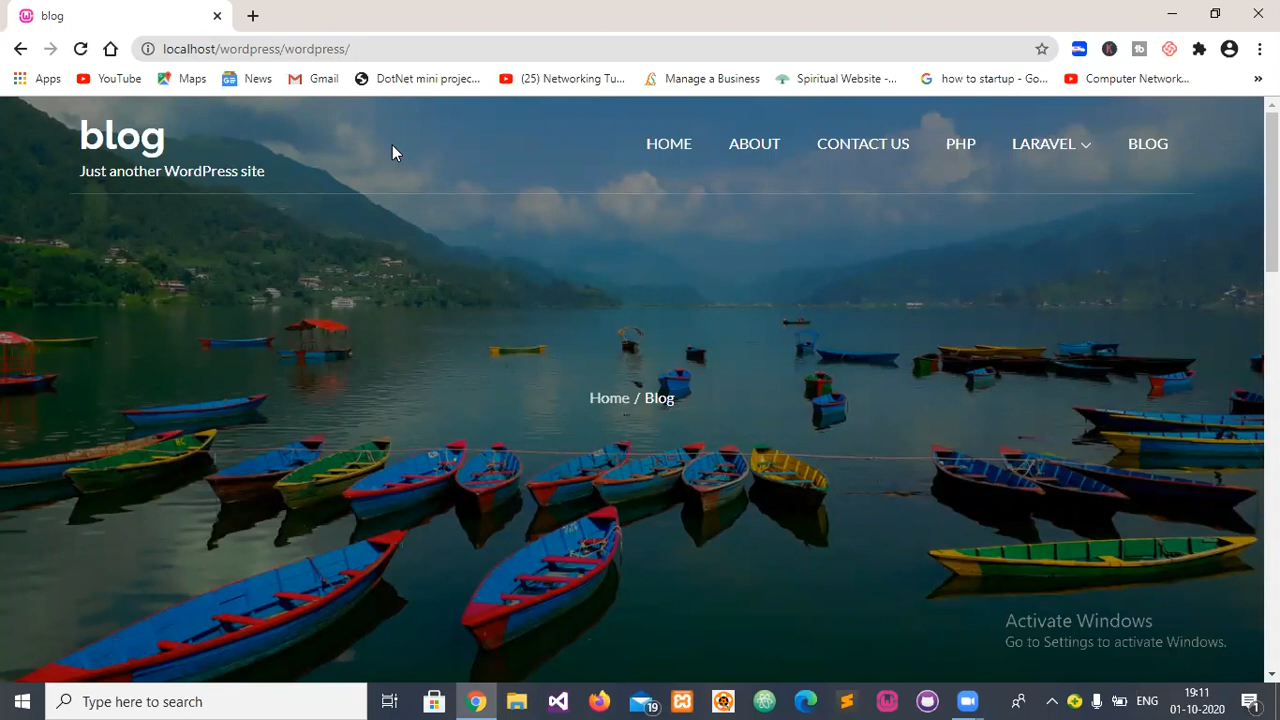 blog
localhost/wordpress/wordpress/
Apps YouTube Maps News Gmail DotNet mini projec... (25) Networking Tu... Manage a business Spiritual Website -... how to startup - Go... Computer Network...
blog
Just another WordPress site
HOME ABOUT CONTACT US PHP LARAVEL BLOG
Home / Blog
Activate Windows
Go to Settings to activate Windows.
Type here to search
19
ENG
19:11
01-10-2020
1